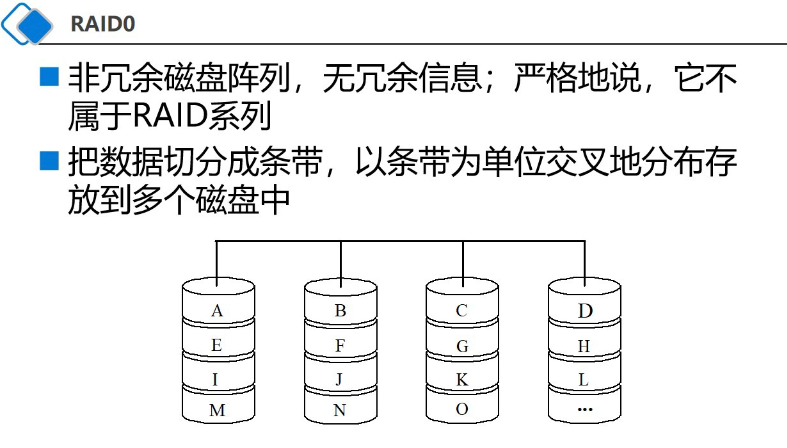 RAID0
非冗余磁盘阵列，无冗余信息；严格地说，它不
属于RAID系列
把数据切分成条带，以条带为单位交叉地分布存
放到多个磁盘中
A B C D
E F G H
I J K L
M N O ...